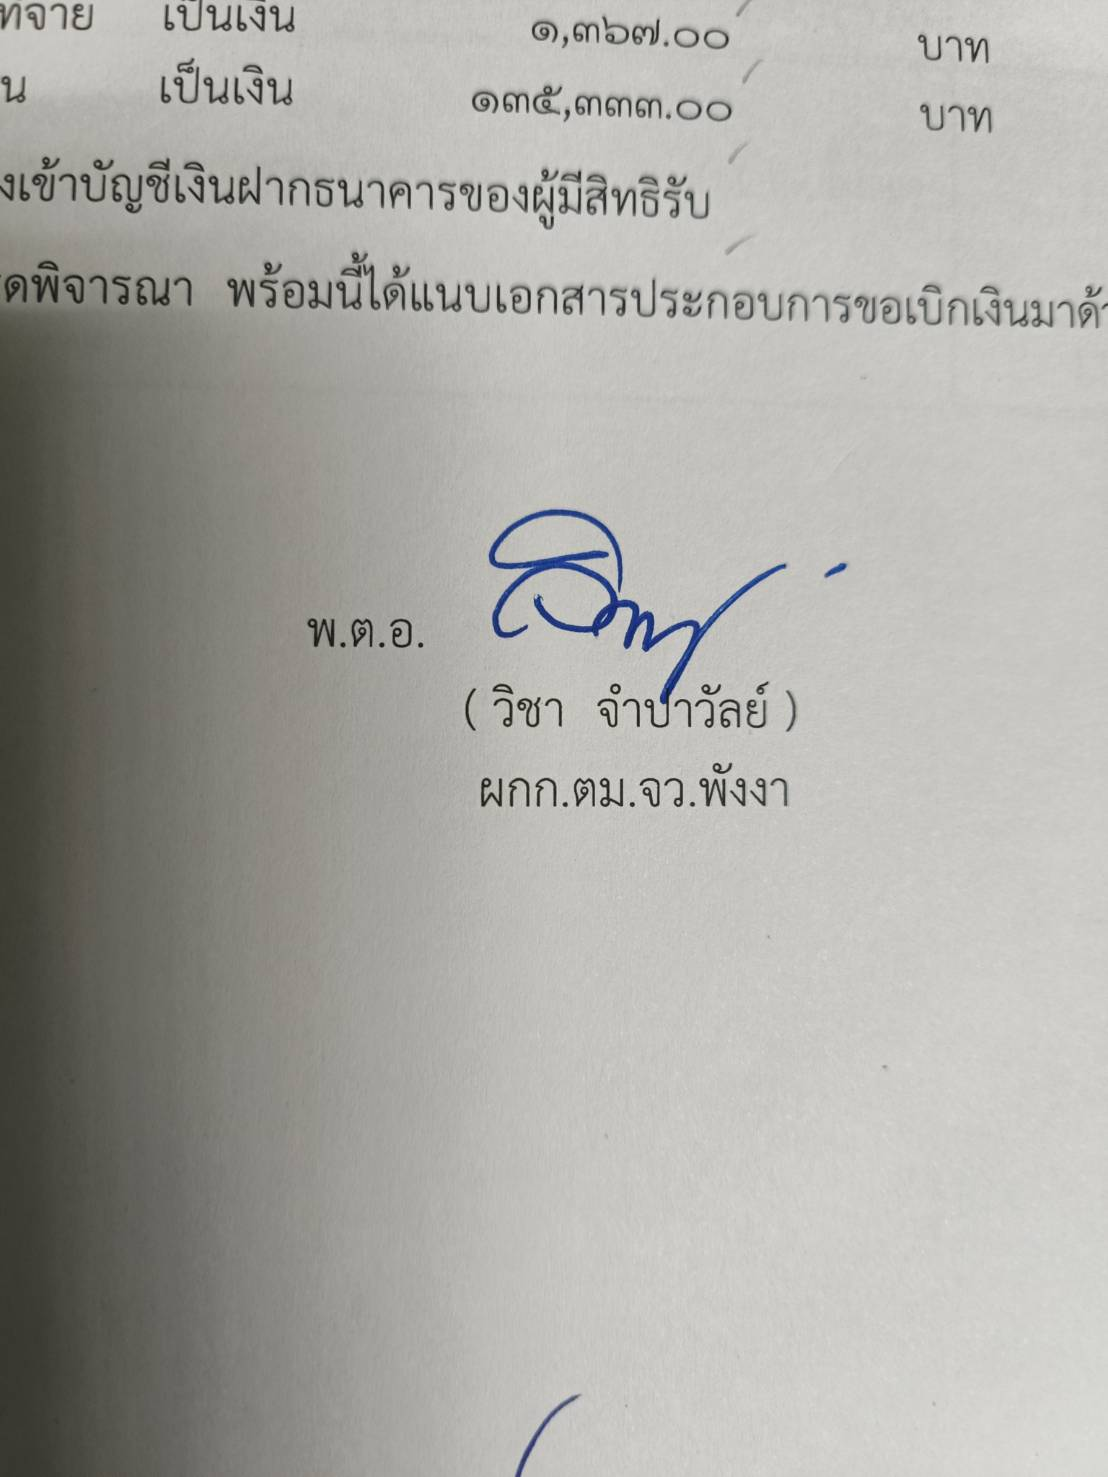 ที่จ่าย เป็นเงิน ๑,๓๖๗.๐๐ บาท
น เป็นเงิน ๑๓๕,๓๓๓.๐๐ บาท
งเข้าบัญชีเงินฝากธนาคารของผู้มีสิทธิรับ
ดพิจารณา พร้อมนี้ได้แนบเอกสารประกอบการขอเบิกเงินมาด้
พ.ต.อ.
( วิชา จำปาวัลย์ )
ผกก.ตม.จว.พังงา